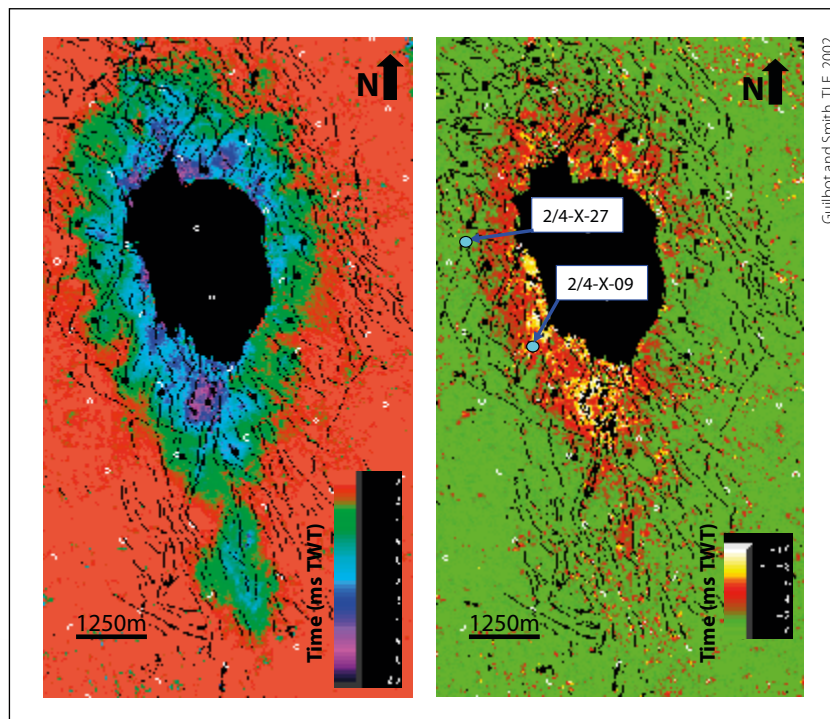 N
Time (ms TWT)
1250m
N
2/4-X-27
2/4-X-09
Time (ms TWT)
1250m
Guilbot and Smith, TLE, 2002